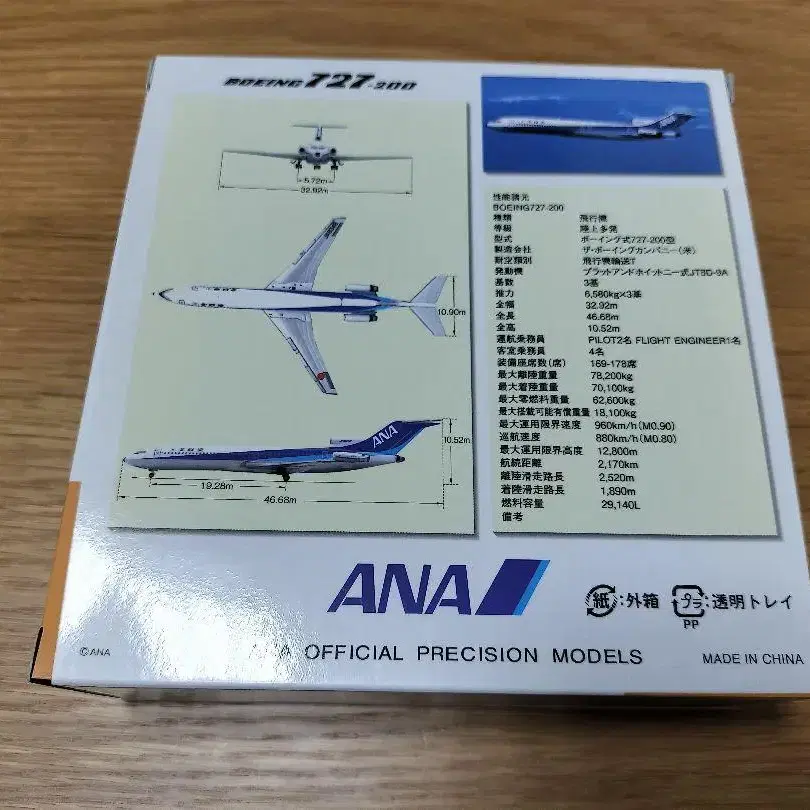 BOEING 727-200
5.72m
32.92m
10.90m
ANA
10.52m
19.28m
46.68m
性能諸元
BOEING727-200
種類 飛行機
等級 陸上多発
型式 ボーイング式727-200型
製造会社 ザ・ボーイングカンパニー(米)
耐空類別 飛行機輸送T
発動機 プラットアンドホイットニー式JT8D-9A
基数 3基
推力 6,580kg×3基
全幅 32.92m
全長 46.68m
全高 10.52m
運航乗務員 PILOT2名 FLIGHT ENGINEER1名
客室乗務員 4名
装備座席数(席) 169-178席
最大離陸重量 78,200kg
最大着陸重量 70,100kg
最大零燃料重量 62,600kg
最大搭載可能有償重量 18,100kg
最大運用限界速度 960km/h(M0.90)
巡航速度 880km/h(M0.80)
最大運用限界高度 12,800m
航続距離 2,170km
離陸滑走路長 2,520m
着陸滑走路長 1,890m
燃料容量 29,140L
備考
ANA
紙:外箱 プラ:透明トレイ
PP
©ANA ANA OFFICIAL PRECISION MODELS MADE IN CHINA